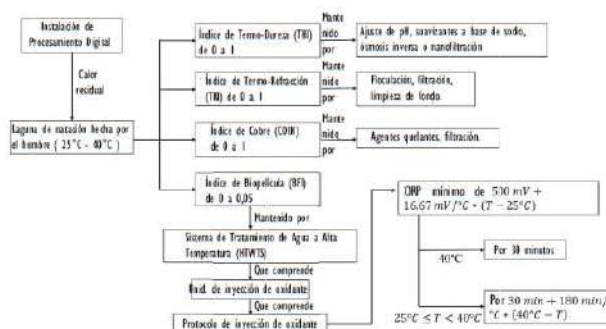 Instalación de
Procesamiento Digital
Calor
residual
Laguna de natación hecha por
el hombre ( 25°C - 40°C )
Índice de Termo-Dureza (THI)
de 0 a 1
Mante
nido
por
Ajuste de pH, suavizantes a base de sodio,
ósmosis inversa o nanofiltración
Índice de Termo-Refracción
(TRI) de 0 a 1
Mante
nido
por
Floculación, filtración,
limpieza de fondo.
Índice de Cobre (COIN)
de 0 a 1
Mante
nido
por
Agentes quelantes, filtración.
Índice de Biopelícula (BFI)
de 0 a 0,05
Mantenido por
Sistema de Tratamiento de Agua a Alta
Temperatura (HTWTS)
Que comprende
Unid. de inyección de oxidante
Que comprende
Protocolo de inyección de oxidante
ORP mínimo de 500 mV +
16.67 mV/°C * (T - 25°C)
40°C
Por 30 minutos
25°C ≤ T < 40°C
Por 30 min + 180 min/
°C * (40°C - T)